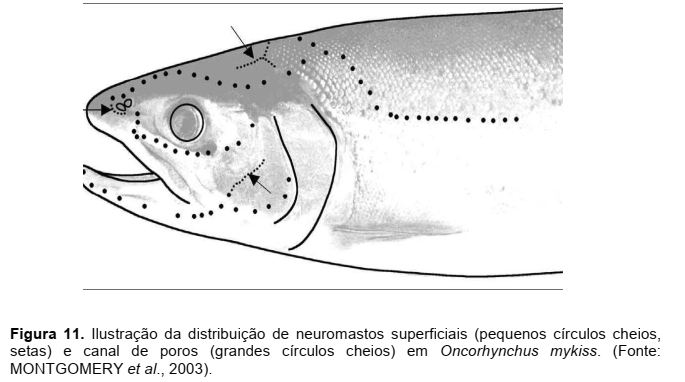 Figura 11. Ilustração da distribuição de neuromastos superficiais (pequenos círculos cheios,
setas) e canal de poros (grandes círculos cheios) em Oncorhynchus mykiss. (Fonte:
MONTGOMERY et al., 2003).